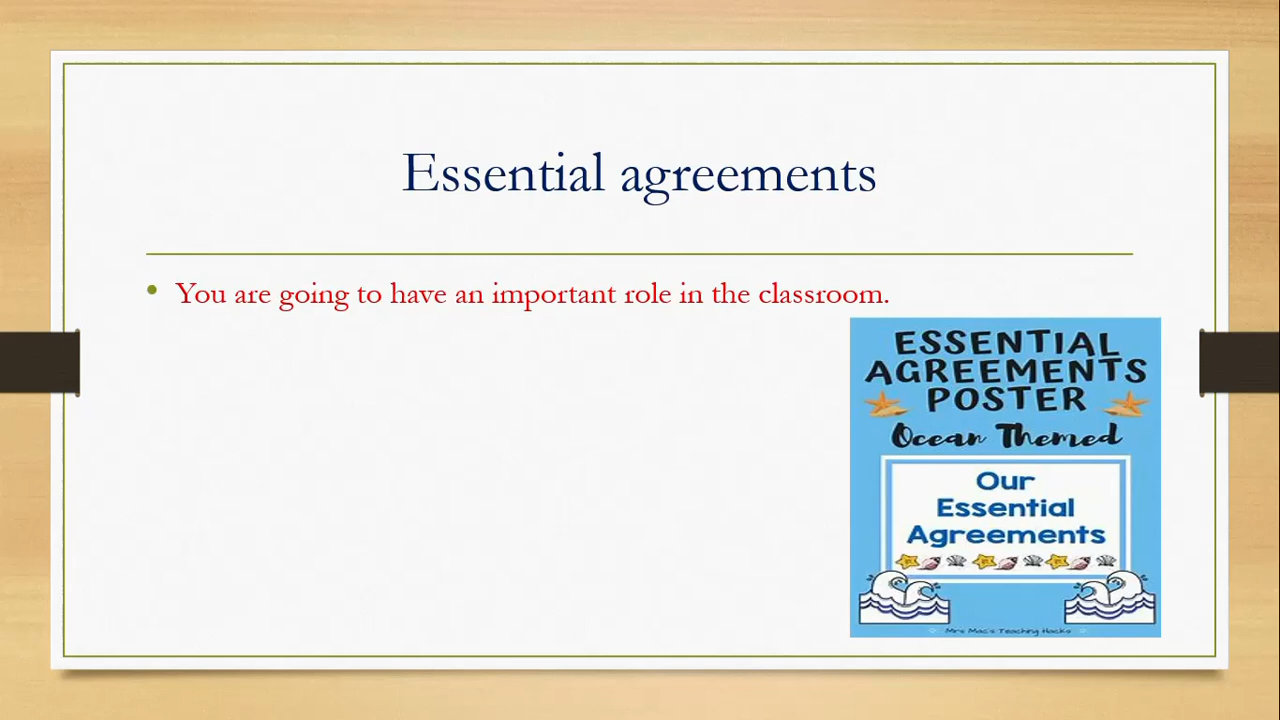 Essential agreements
• You are going to have an important role in the classroom.
ESSENTIAL
AGREEMENTS
POSTER
Ocean Themed
Our
Essential
Agreements
Mrs Mac's Teaching Hacks